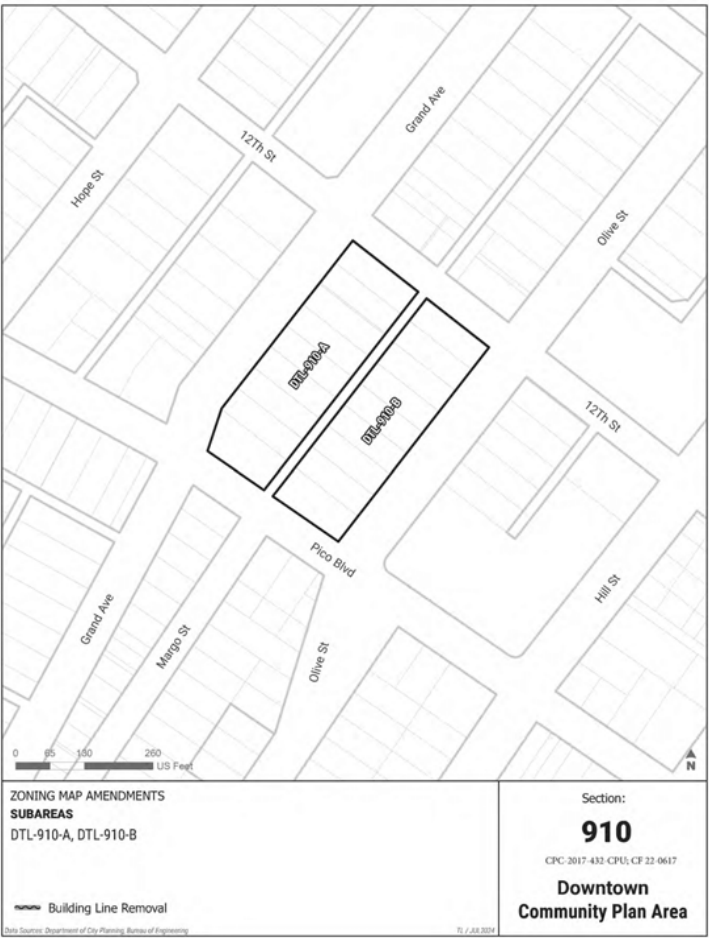 12Th St
Grand Ave
Hope St
Olive St
DTL-910-A
DTL-910-B
12Th St
Pico Blvd
Hill St
Grand Ave
Margo St
Olive St
0 65 130 260
US Feet
N
ZONING MAP AMENDMENTS
SUBAREAS
DTL-910-A, DTL-910-B
Building Line Removal
Data Sources: Department of City Planning, Bureau of Engineering
TL / JUL 2024
Section:
910
CPC-2017-432-CPU; CF 22-0617
Downtown
Community Plan Area